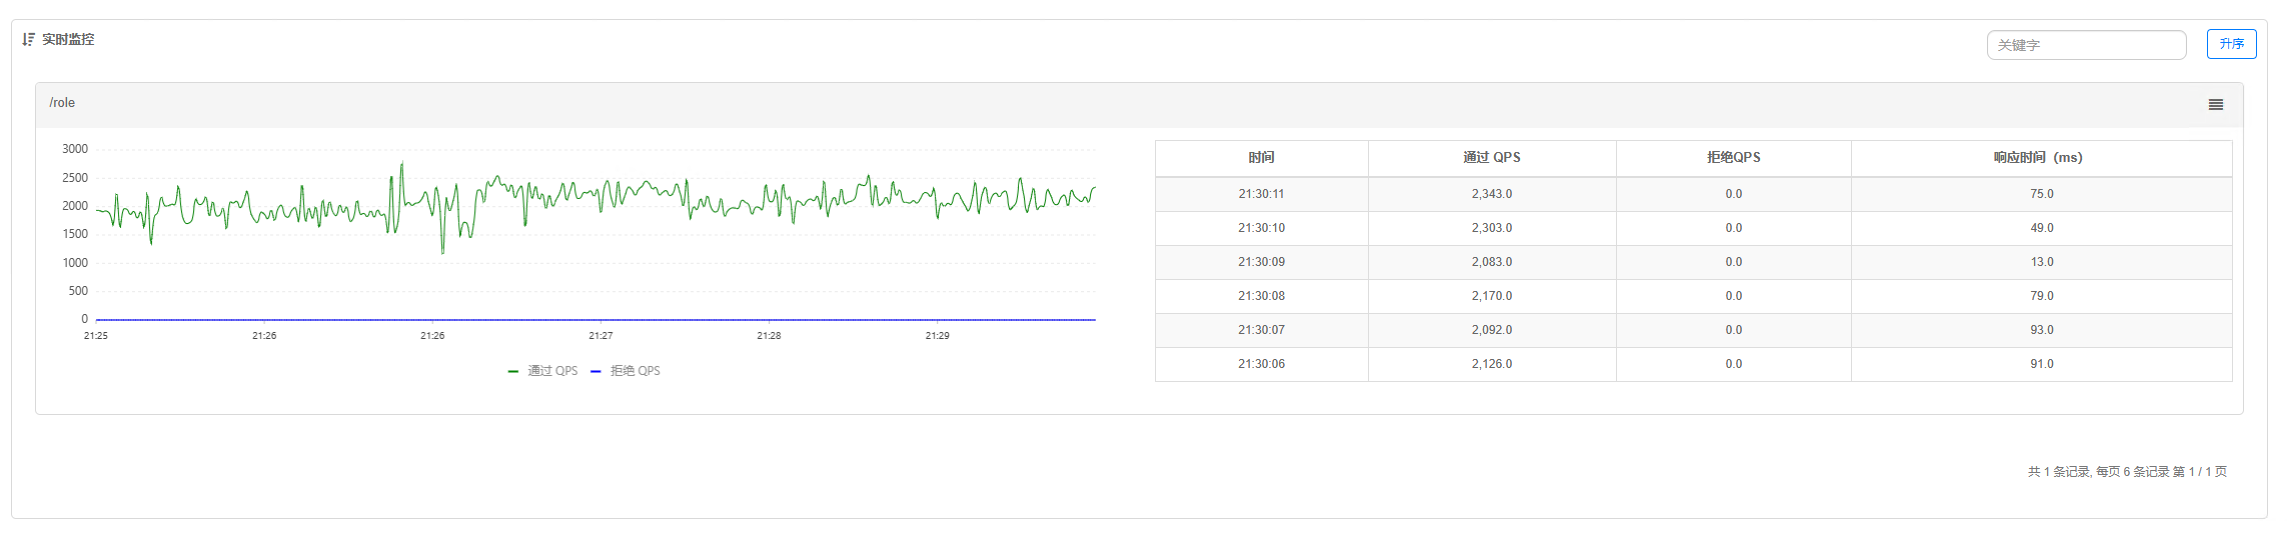 实时监控
关键字
升序
/role
3000
2500
2000
1500
1000
500
0
21:25 21:26 21:26 21:27 21:28 21:29
通过 QPS 拒绝 QPS
时间 通过 QPS 拒绝QPS 响应时间（ms）
21:30:11 2,343.0 0.0 75.0
21:30:10 2,303.0 0.0 49.0
21:30:09 2,083.0 0.0 13.0
21:30:08 2,170.0 0.0 79.0
21:30:07 2,092.0 0.0 93.0
21:30:06 2,126.0 0.0 91.0
共 1 条记录, 每页 6 条记录 第 1 / 1 页